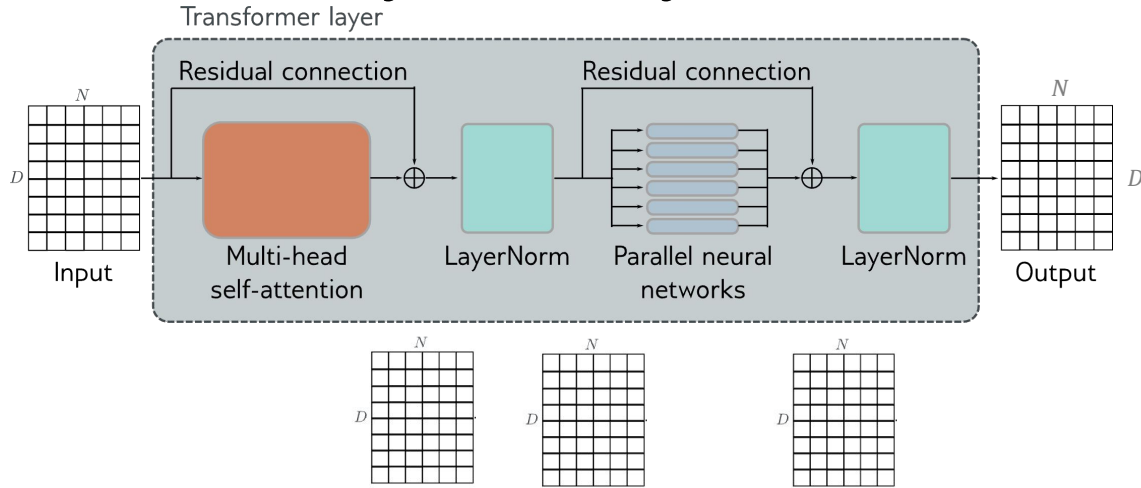 Transformer layer
Residual connection
Residual connection
N
N
D
D
Input
Multi-head
self-attention
LayerNorm
Parallel neural
networks
LayerNorm
Output
N
N
N
D
D
D